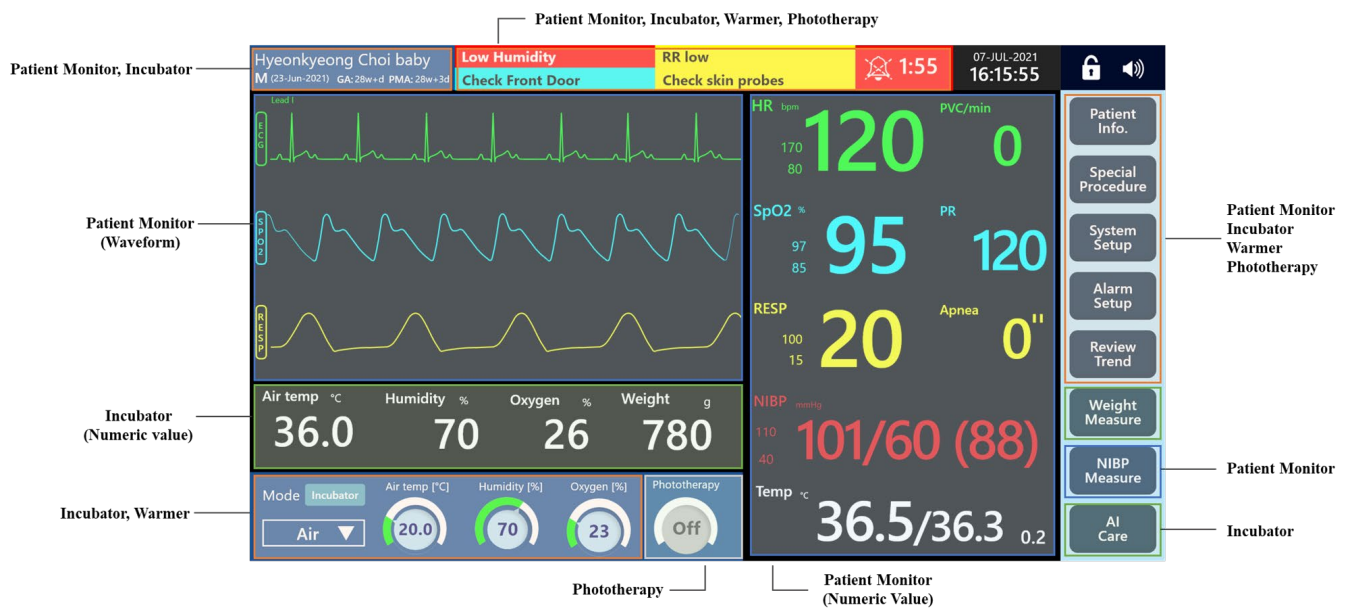 Patient Monitor, Incubator, Warmer, Phototherapy
Patient Monitor, Incubator
Hyeonkyeong Choi baby
M (23-Jun-2021) GA: 28w+d PMA: 28w+3d
Low Humidity
RR low
Check Front Door
Check skin probes
1:55
07-JUL-2021
16:15:55
Lead I
ECG
HR bpm
170
80
120
PVC/min
0
Patient
Info.
Special
Procedure
Patient Monitor
(Waveform)
SPO2
SpO2 %
97
85
95
PR
120
System
Setup
Patient Monitor
Incubator
Warmer
Phototherapy
Alarm
Setup
RESP
RESP
100
15
20
Apnea
0"
Review
Trend
Incubator
(Numeric value)
Air temp °C
36.0
Humidity %
70
Oxygen %
26
Weight g
780
NIBP mmHg
110
40
101/60 (88)
Weight
Measure
NIBP
Measure
Patient Monitor
Incubator, Warmer
Mode Incubator
Air
Air temp [°C]
20.0
Humidity [%]
70
Oxygen [%]
23
Phototherapy
Off
Temp °C
36.5/36.3 0.2
AI
Care
Incubator
Phototherapy
Patient Monitor
(Numeric Value)